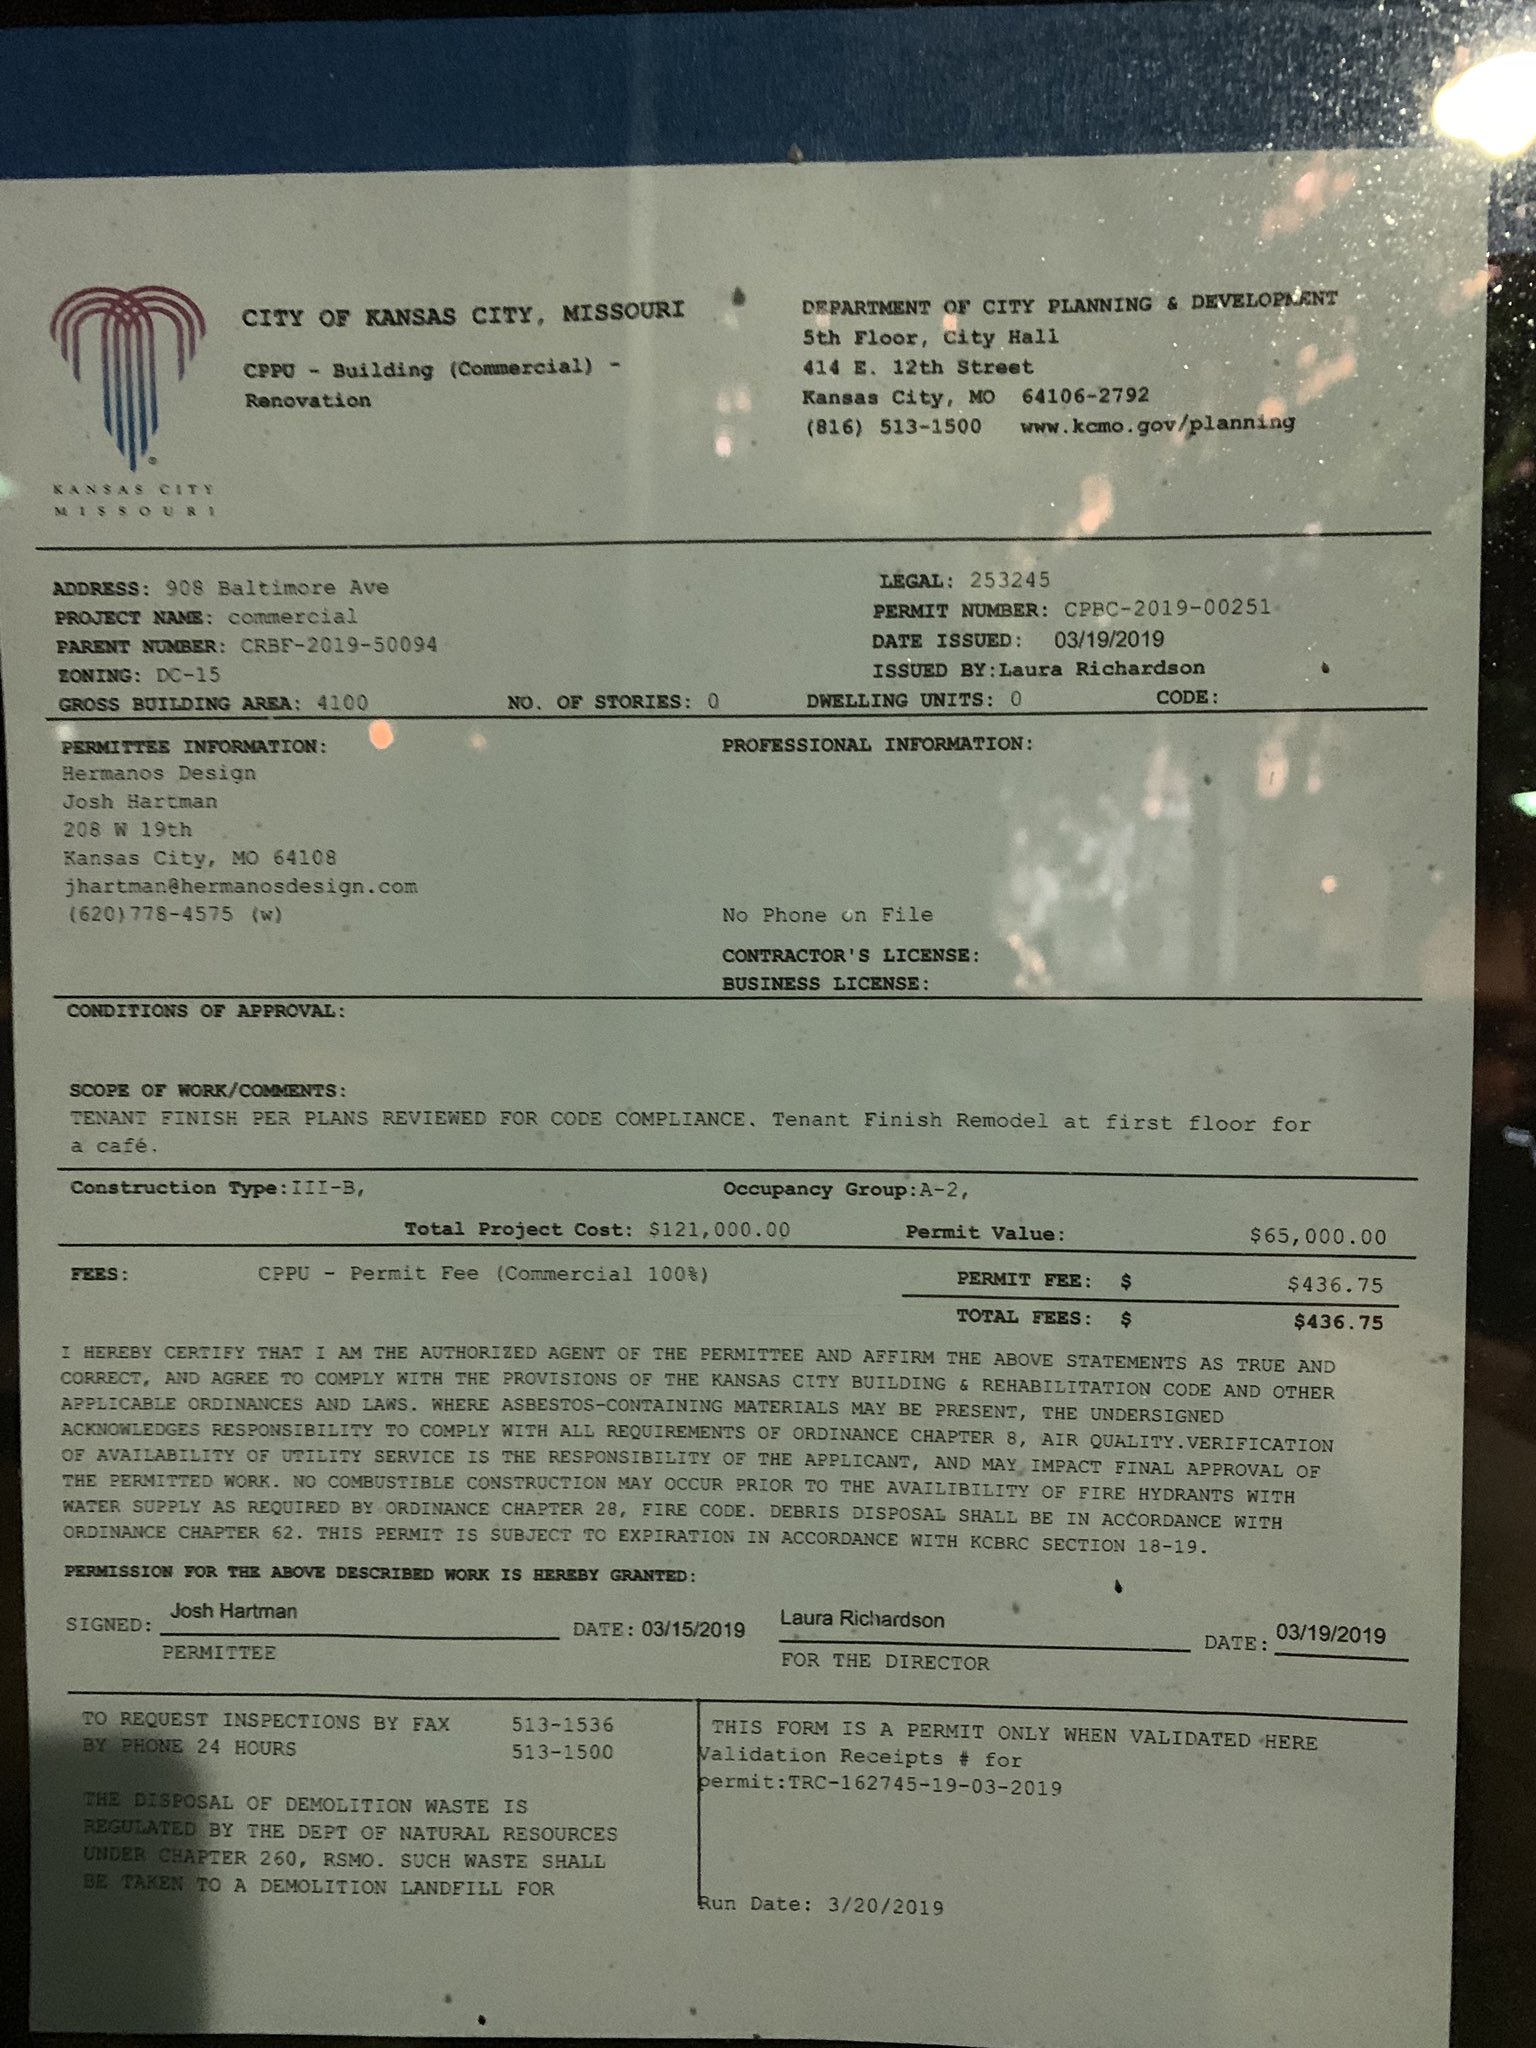 CITY OF KANSAS CITY, MISSOURI
CPPU - Building (Commercial) -
Renovation
KANSAS CITY
MISSOURI
DEPARTMENT OF CITY PLANNING & DEVELOPMENT
5th Floor, City Hall
414 E. 12th Street
Kansas City, MO 64106-2792
(816) 513-1500 www.kcmo.gov/planning
ADDRESS: 908 Baltimore Ave
PROJECT NAME: commercial
PARENT NUMBER: CRBF-2019-50094
ZONING: DC-15
LEGAL: 253245
PERMIT NUMBER: CPBC-2019-00251
DATE ISSUED: 03/19/2019
ISSUED BY:Laura Richardson
GROSS BUILDING AREA: 4100 NO. OF STORIES: 0 DWELLING UNITS: 0 CODE:
PERMITTEE INFORMATION:
Hermanos Design
Josh Hartman
208 W 19th
Kansas City, MO 64108
jhartman@hermanosdesign.com
(620)778-4575 (w)
PROFESSIONAL INFORMATION:
No Phone on File
CONTRACTOR'S LICENSE:
BUSINESS LICENSE:
CONDITIONS OF APPROVAL:
SCOPE OF WORK/COMMENTS:
TENANT FINISH PER PLANS REVIEWED FOR CODE COMPLIANCE. Tenant Finish Remodel at first floor for
a café.
Construction Type:III-B, Occupancy Group:A-2,
Total Project Cost: $121,000.00 Permit Value: $65,000.00
FEES: CPPU - Permit Fee (Commercial 100%) PERMIT FEE: $ $436.75
TOTAL FEES: $ $436.75
I HEREBY CERTIFY THAT I AM THE AUTHORIZED AGENT OF THE PERMITTEE AND AFFIRM THE ABOVE STATEMENTS AS TRUE AND
CORRECT, AND AGREE TO COMPLY WITH THE PROVISIONS OF THE KANSAS CITY BUILDING & REHABILITATION CODE AND OTHER
APPLICABLE ORDINANCES AND LAWS. WHERE ASBESTOS-CONTAINING MATERIALS MAY BE PRESENT, THE UNDERSIGNED
ACKNOWLEDGES RESPONSIBILITY TO COMPLY WITH ALL REQUIREMENTS OF ORDINANCE CHAPTER 8, AIR QUALITY.VERIFICATION
OF AVAILABILITY OF UTILITY SERVICE IS THE RESPONSIBILITY OF THE APPLICANT, AND MAY IMPACT FINAL APPROVAL OF
THE PERMITTED WORK. NO COMBUSTIBLE CONSTRUCTION MAY OCCUR PRIOR TO THE AVAILIBILITY OF FIRE HYDRANTS WITH
WATER SUPPLY AS REQUIRED BY ORDINANCE CHAPTER 28, FIRE CODE. DEBRIS DISPOSAL SHALL BE IN ACCORDANCE WITH
ORDINANCE CHAPTER 62. THIS PERMIT IS SUBJECT TO EXPIRATION IN ACCORDANCE WITH KCBRC SECTION 18-19.
PERMISSION FOR THE ABOVE DESCRIBED WORK IS HEREBY GRANTED:
SIGNED: Josh Hartman DATE: 03/15/2019 Laura Richardson DATE: 03/19/2019
PERMITTEE FOR THE DIRECTOR
TO REQUEST INSPECTIONS BY FAX 513-1536
BY PHONE 24 HOURS 513-1500
THE DISPOSAL OF DEMOLITION WASTE IS
REGULATED BY THE DEPT OF NATURAL RESOURCES
UNDER CHAPTER 260, RSMO. SUCH WASTE SHALL
BE TAKEN TO A DEMOLITION LANDFILL FOR
THIS FORM IS A PERMIT ONLY WHEN VALIDATED HERE
Validation Receipts # for
permit:TRC-162745-19-03-2019
Run Date: 3/20/2019